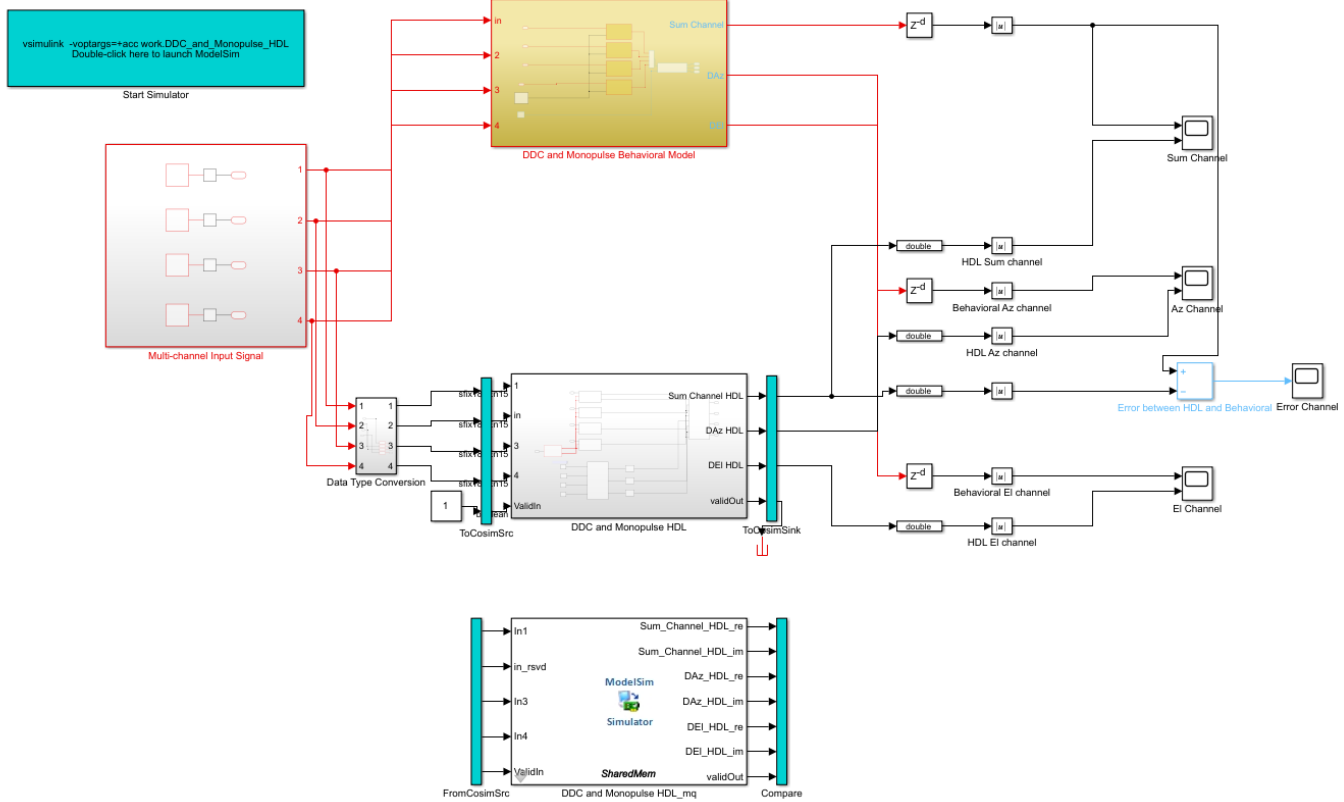 vsimulink -voptargs=+acc work.DDC_and_Monopulse_HDL
Double-click here to launch ModelSim
Start Simulator
in
2
3
4
Sum Channel
DAz
DDC and Monopulse Behavioral Model
1
2
3
4
Multi-channel Input Signal
z-d
|u|
Sum Channel
double
|u|
HDL Sum channel
z-d
|u|
Behavioral Az channel
Az Channel
double
|u|
HDL Az channel
double
|u|
+
−
Error between HDL and Behavioral
Error Channel
z-d
|u|
Behavioral El channel
El Channel
double
|u|
HDL El channel
1
2
3
4
1
2
3
4
Data Type Conversion
1
ToCosimSrc
1
in
3
4
ValidIn
Sum Channel HDL
DAz HDL
DEl HDL
validOut
DDC and Monopulse HDL
ToCosimSink
In1
in_rsvd
In3
In4
ValidIn
ModelSim
Simulator
SharedMem
Sum_Channel_HDL_re
Sum_Channel_HDL_im
DAz_HDL_re
DAz_HDL_im
DEl_HDL_re
DEl_HDL_im
validOut
FromCosimSrc
DDC and Monopulse HDL_mq
Compare